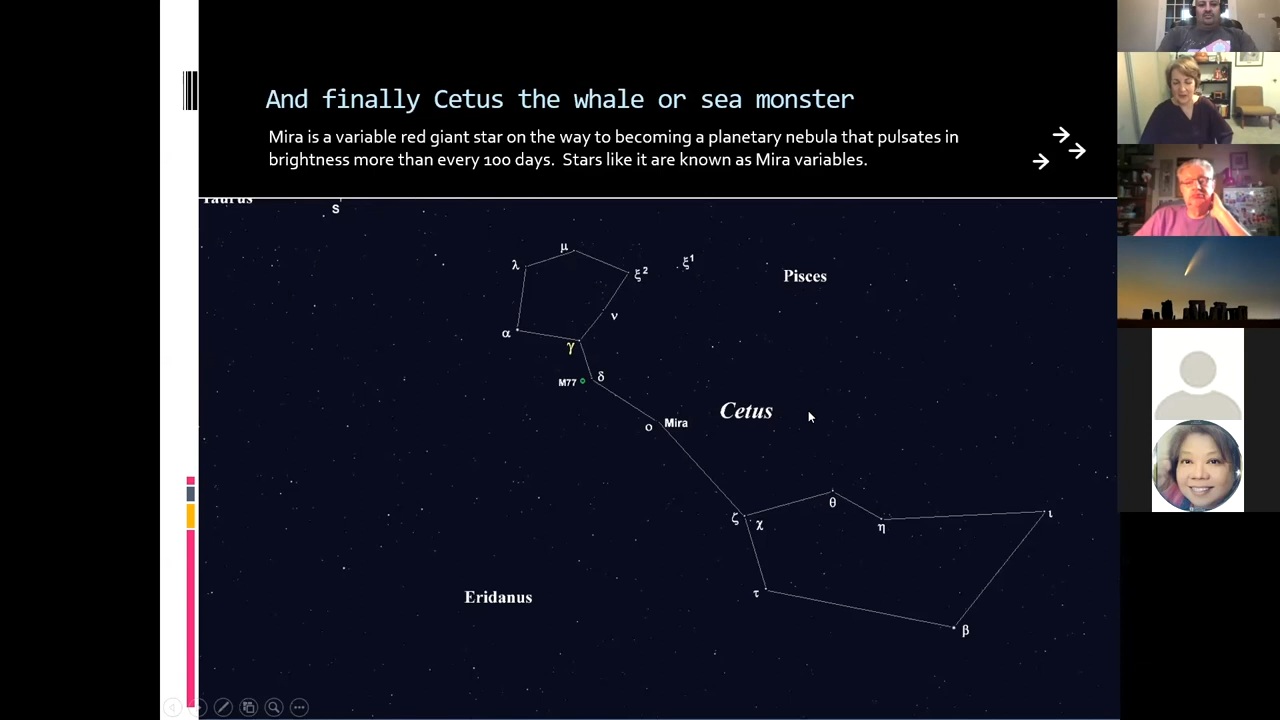 And finally Cetus the whale or sea monster
Mira is a variable red giant star on the way to becoming a planetary nebula that pulsates in
brightness more than every 100 days. Stars like it are known as Mira variables.
Taurus
S
μ
λ
ξ²
ξ¹
Pisces
ν
α
γ
M77
δ
Cetus
ο
Mira
θ
ζ
χ
η
ι
τ
Eridanus
β